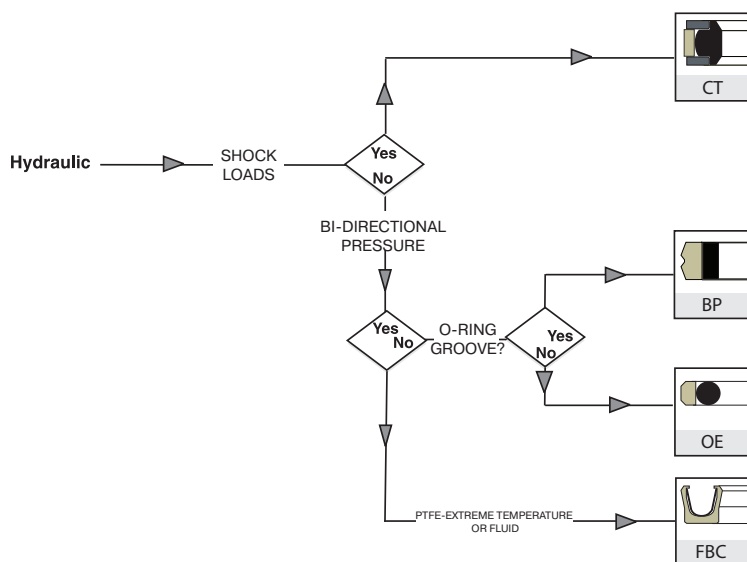 CT
Hydraulic
SHOCK
LOADS
Yes
No
BI-DIRECTIONAL
PRESSURE
BP
Yes
No
O-RING
GROOVE?
Yes
No
OE
PTFE-EXTREME TEMPERATURE
OR FLUID
FBC